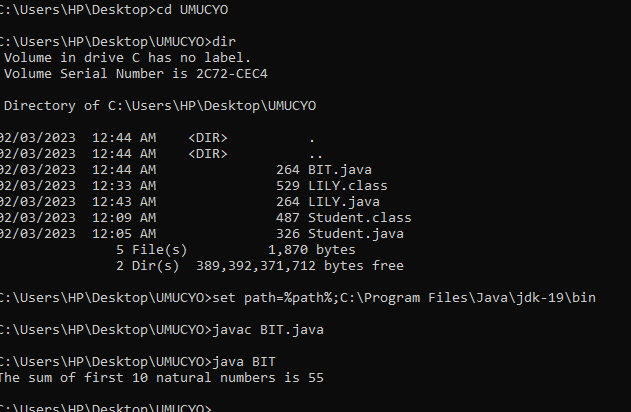 C:\Users\HP\Desktop>cd UMUCYO
C:\Users\HP\Desktop\UMUCYO>dir
Volume in drive C has no label.
Volume Serial Number is 2C72-CEC4
Directory of C:\Users\HP\Desktop\UMUCYO
02/03/2023  12:44 AM    <DIR>          .
02/03/2023  12:44 AM    <DIR>          ..
02/03/2023  12:44 AM               264 BIT.java
02/03/2023  12:33 AM               529 LILY.class
02/03/2023  12:43 AM               264 LILY.java
02/03/2023  12:09 AM               487 Student.class
02/03/2023  12:05 AM               326 Student.java
5 File(s)          1,870 bytes
2 Dir(s)  389,392,371,712 bytes free
C:\Users\HP\Desktop\UMUCYO>set path=%path%;C:\Program Files\Java\jdk-19\bin
C:\Users\HP\Desktop\UMUCYO>javac BIT.java
C:\Users\HP\Desktop\UMUCYO>java BIT
The sum of first 10 natural numbers is 55
C:\Users\HP\Desktop\UMUCYO>